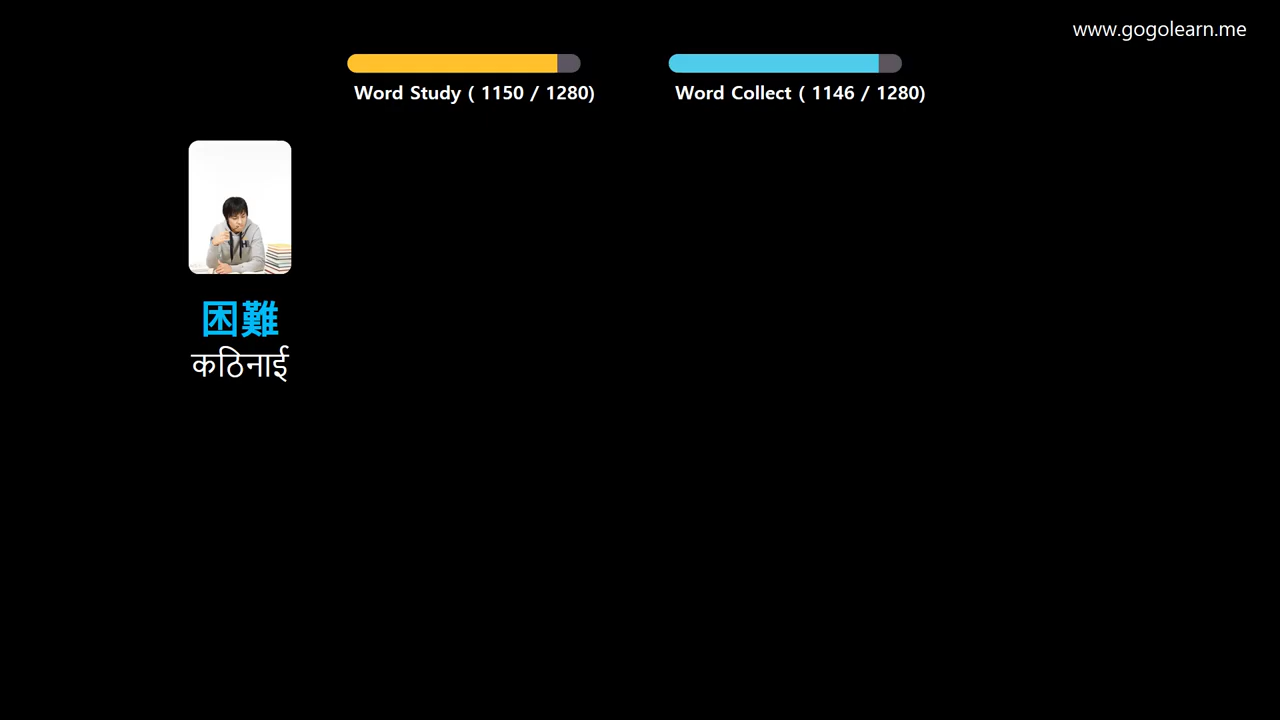 www.gogolearn.me
Word Study ( 1150 / 1280)
Word Collect ( 1146 / 1280)
困難
कठिनाई